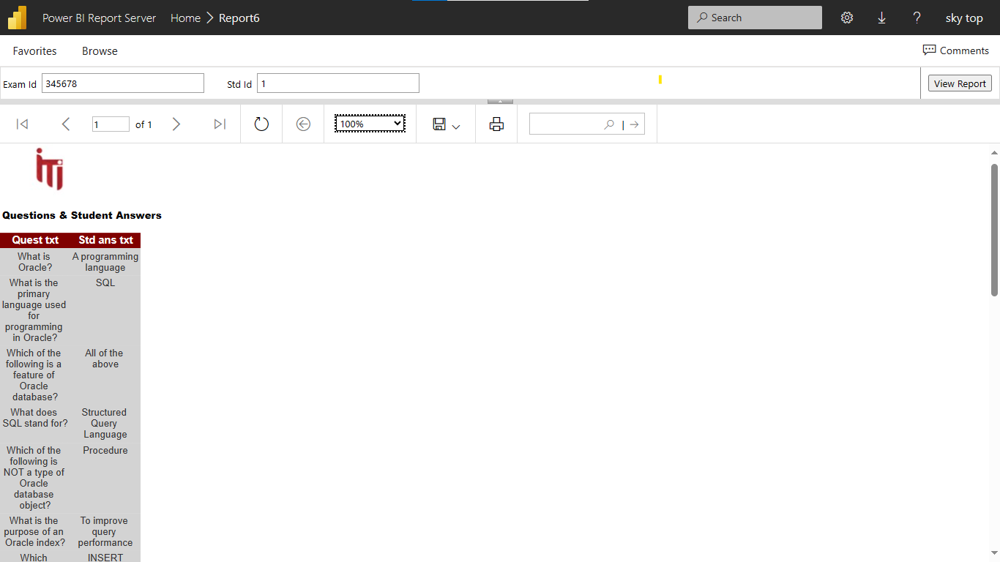 Power BI Report Server Home Report6 Search ? sky top
Favorites Browse Comments
Exam Id 345678 Std Id 1 View Report
1 of 1 100% |
iTi
Questions & Student Answers
Quest txt Std ans txt
What is A programming
Oracle? language
What is the SQL
primary
language used
for
programming
in Oracle?
Which of the All of the
following is a above
feature of
Oracle
database?
What does Structured
SQL stand for? Query
Language
Which of the Procedure
following is
NOT a type of
Oracle
database
object?
What is the To improve
purpose of an query
Oracle index? performance
Which INSERT